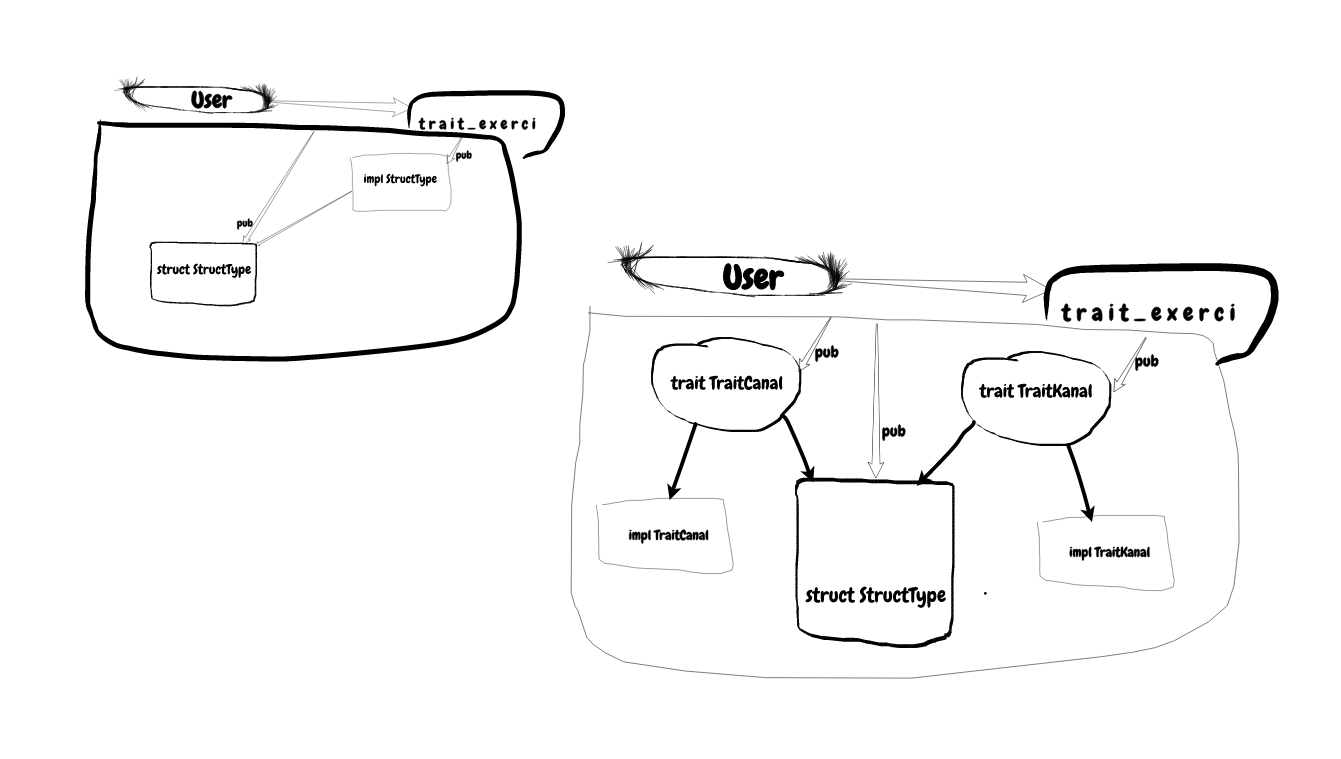 User
trait_exerci
pub
impl StructType
pub
struct StructType
User
trait_exerci
pub
pub
trait TraitCanal
trait TraitKanal
pub
impl TraitCanal
impl TraitKanal
struct StructType